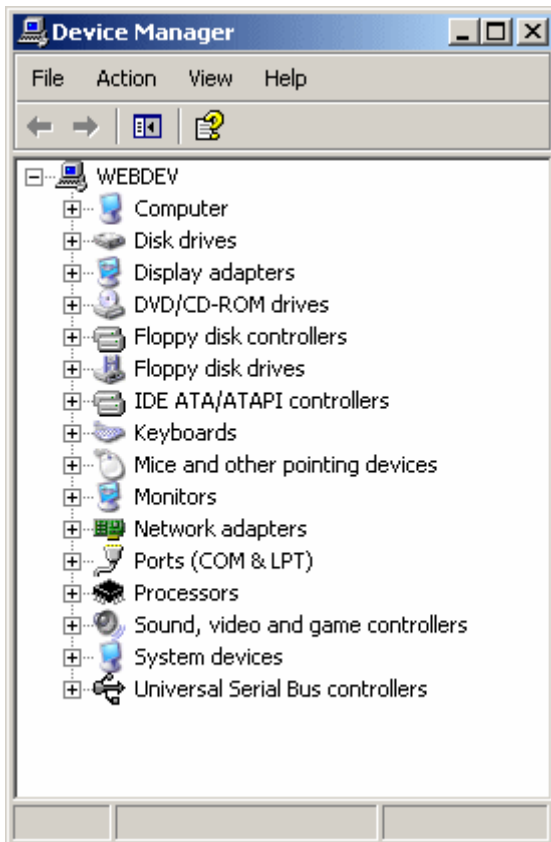 Device Manager
File Action View Help
WEBDEV
Computer
Disk drives
Display adapters
DVD/CD-ROM drives
Floppy disk controllers
Floppy disk drives
IDE ATA/ATAPI controllers
Keyboards
Mice and other pointing devices
Monitors
Network adapters
Ports (COM & LPT)
Processors
Sound, video and game controllers
System devices
Universal Serial Bus controllers